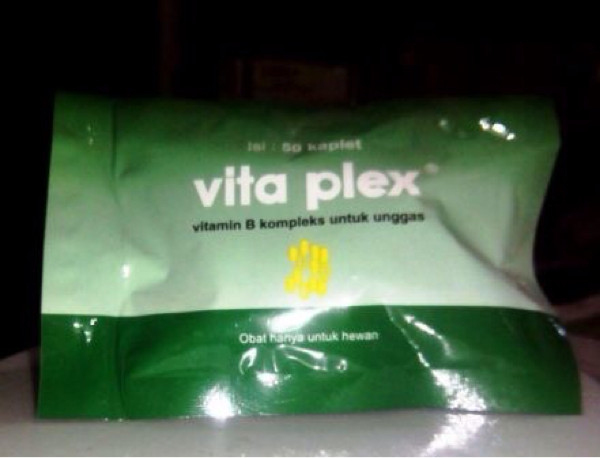 Isi : 50 kaplet
vita plex®
vitamin B kompleks untuk unggas
Obat hanya untuk hewan